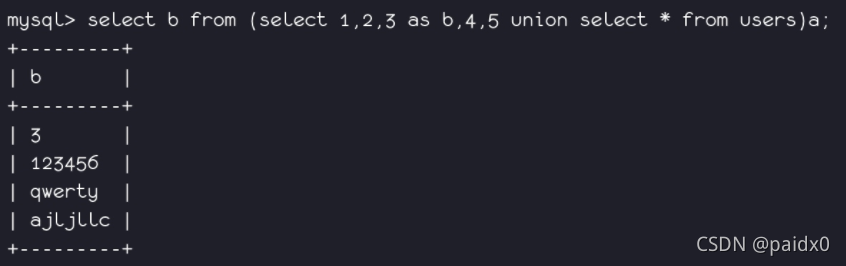 mysql> select b from (select 1,2,3 as b,4,5 union select * from users)a;
+---------+
| b       |
+---------+
| 3       |
| 123456  |
| qwerty  |
| ajljllc |
+---------+
CSDN @paidx0